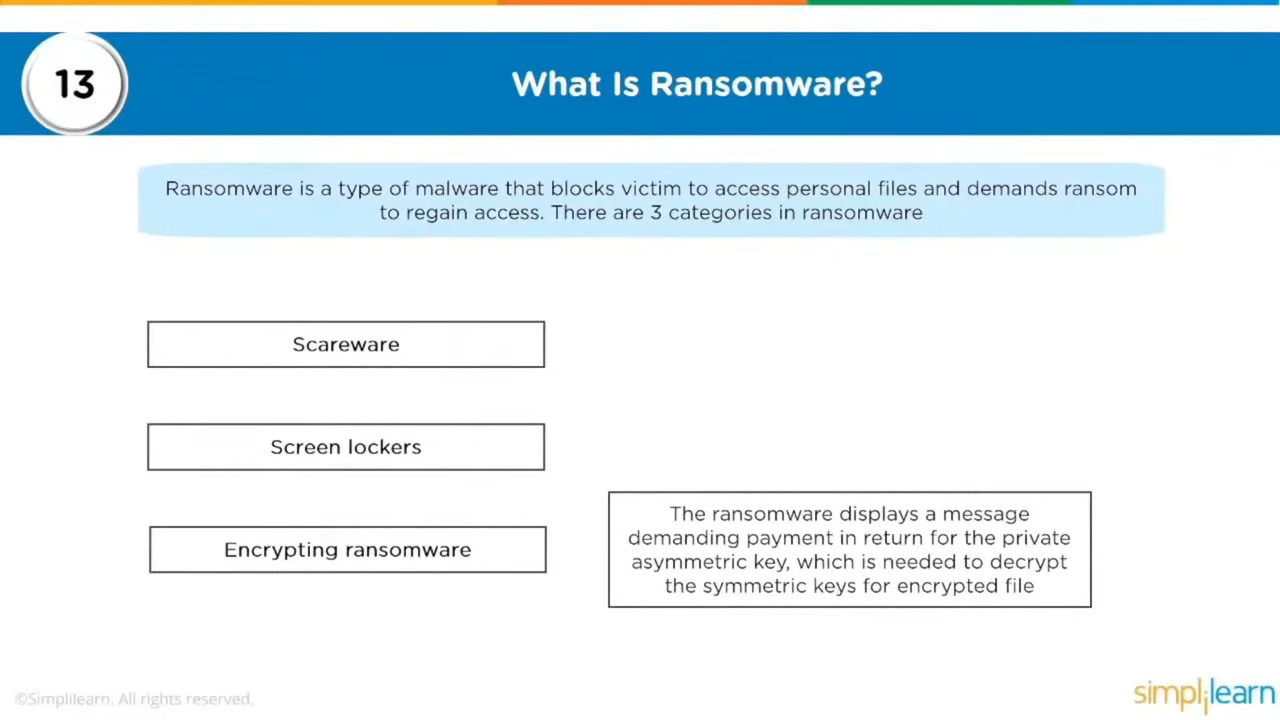 13
What Is Ransomware?
Ransomware is a type of malware that blocks victim to access personal files and demands ransom
to regain access. There are 3 categories in ransomware
Scareware
Screen lockers
Encrypting ransomware
The ransomware displays a message
demanding payment in return for the private
asymmetric key, which is needed to decrypt
the symmetric keys for encrypted file
©Simplilearn. All rights reserved.
simplilearn